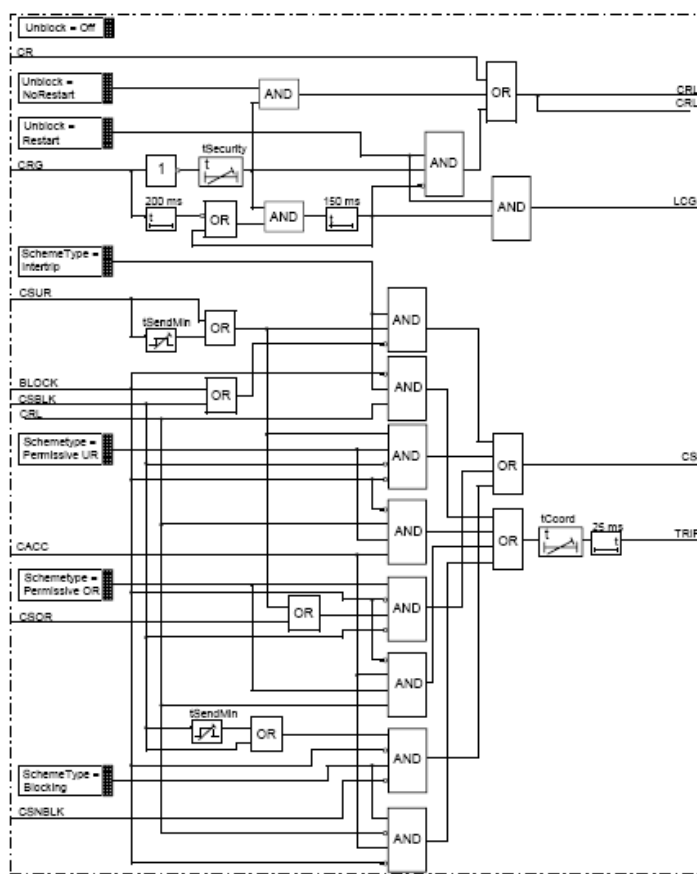 Unblock = Off
CR
Unblock =
NoRestart
AND
OR
CRL
CRL
Unblock =
Restart
tSecurity
t
AND
CRG
1
200 ms
t
OR
AND
150 ms
t
AND
LCG
SchemeType =
Intertrip
CSUR
tSendMin
OR
AND
BLOCK
CSBLK
CRL
OR
AND
Schemetype =
Permissive UR
AND
OR
CS
AND
OR
tCoord
t
25 ms
t
TRIP
CACC
Schemetype =
Permissive OR
CSOR
OR
AND
AND
tSendMin
OR
AND
SchemeType =
Blocking
CSNBLK
AND